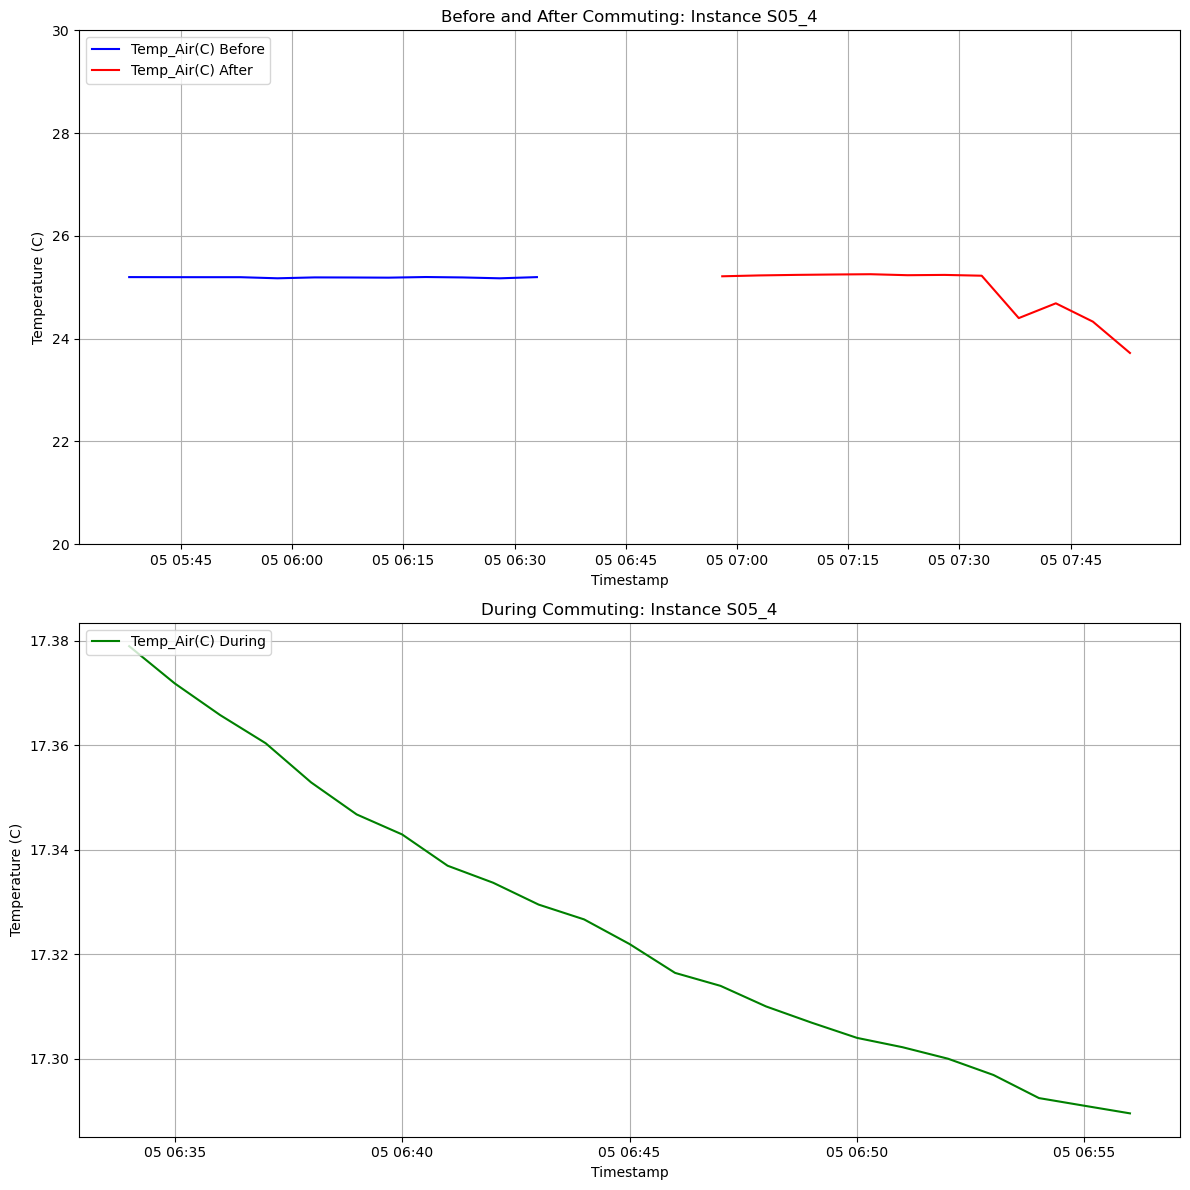 Before and After Commuting: Instance S05_4
Temp_Air(C) Before
Temp_Air(C) After
Temperature (C)
30
28
26
24
22
20
05 05:45 05 06:00 05 06:15 05 06:30 05 06:45 05 07:00 05 07:15 05 07:30 05 07:45
Timestamp
During Commuting: Instance S05_4
Temp_Air(C) During
Temperature (C)
17.38
17.36
17.34
17.32
17.30
05 06:35 05 06:40 05 06:45 05 06:50 05 06:55
Timestamp